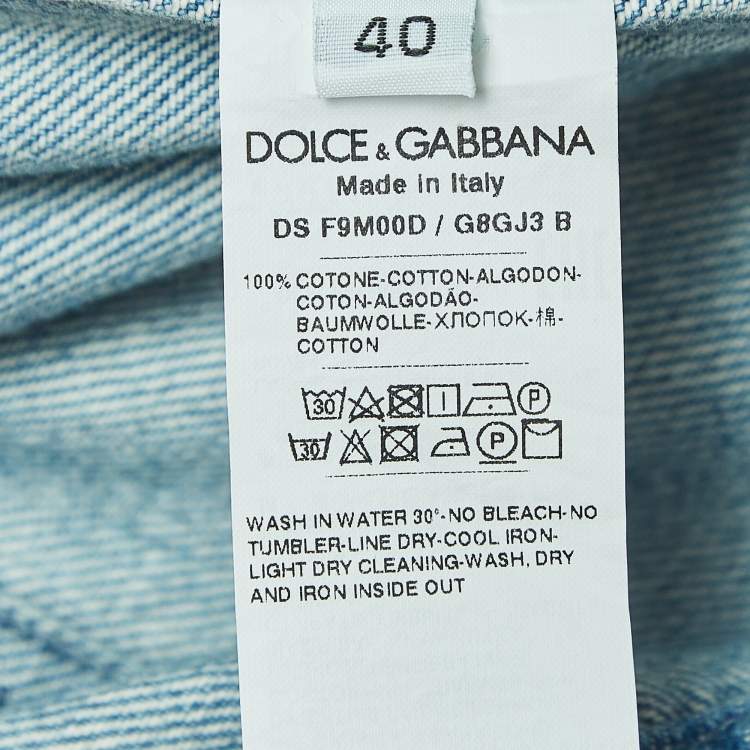 40
DOLCE & GABBANA
Made in Italy
DS F9M00D / G8GJ3 B
100% COTONE-COTTON-ALGODON-
COTON-ALGODÃO-
BAUMWOLLE-ХЛОПОК-棉-
COTTON
30 P
30 P
WASH IN WATER 30°-NO BLEACH-NO
TUMBLER-LINE DRY-COOL IRON-
LIGHT DRY CLEANING-WASH, DRY
AND IRON INSIDE OUT